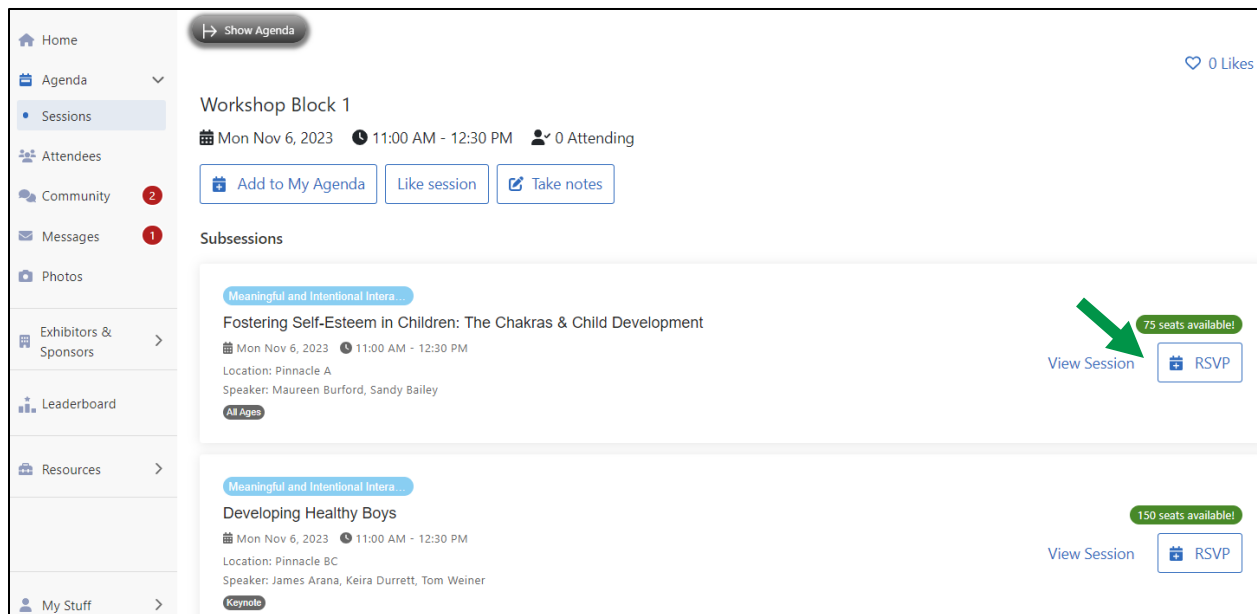 Show Agenda
Home
Agenda
Sessions
Attendees
Community 2
Messages 1
Photos
Exhibitors &
Sponsors
Leaderboard
Resources
My Stuff
0 Likes
Workshop Block 1
Mon Nov 6, 2023 11:00 AM - 12:30 PM 0 Attending
Add to My Agenda Like session Take notes
Subsessions
Meaningful and Intentional Intera...
Fostering Self-Esteem in Children: The Chakras & Child Development
Mon Nov 6, 2023 11:00 AM - 12:30 PM
Location: Pinnacle A
Speaker: Maureen Burford, Sandy Bailey
All Ages
75 seats available!
View Session RSVP
Meaningful and Intentional Intera...
Developing Healthy Boys
Mon Nov 6, 2023 11:00 AM - 12:30 PM
Location: Pinnacle BC
Speaker: James Arana, Keira Durrett, Tom Weiner
Keynote
150 seats available!
View Session RSVP